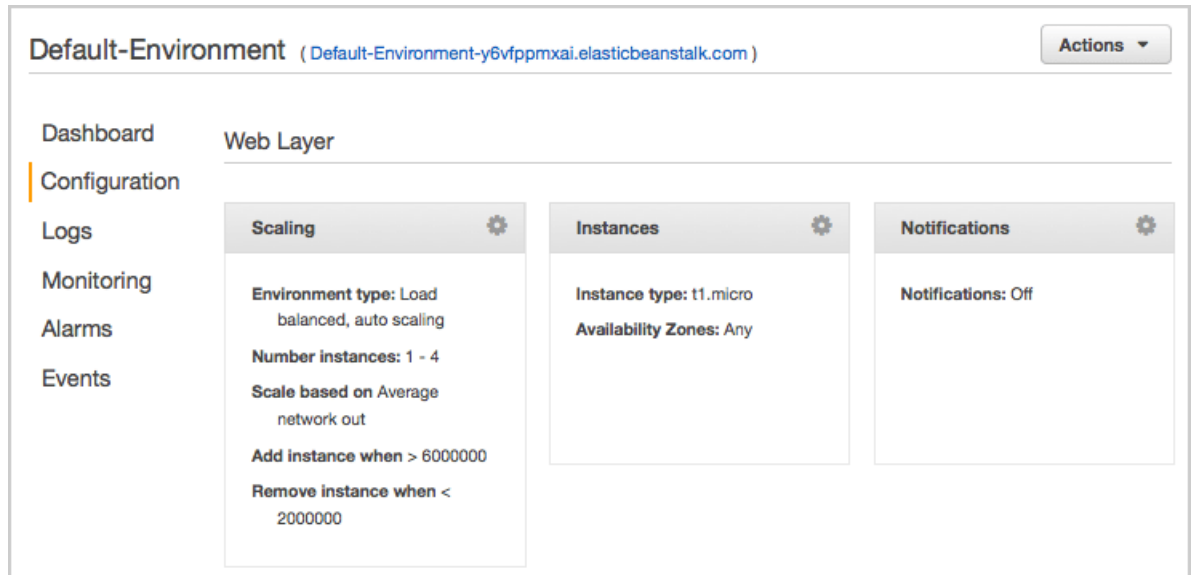 Default-Environment ( Default-Environment-y6vfppmxai.elasticbeanstalk.com )
Actions
Dashboard
Configuration
Logs
Monitoring
Alarms
Events
Web Layer
Scaling
Environment type: Load
balanced, auto scaling
Number instances: 1 - 4
Scale based on Average
network out
Add instance when > 6000000
Remove instance when <
2000000
Instances
Instance type: t1.micro
Availability Zones: Any
Notifications
Notifications: Off